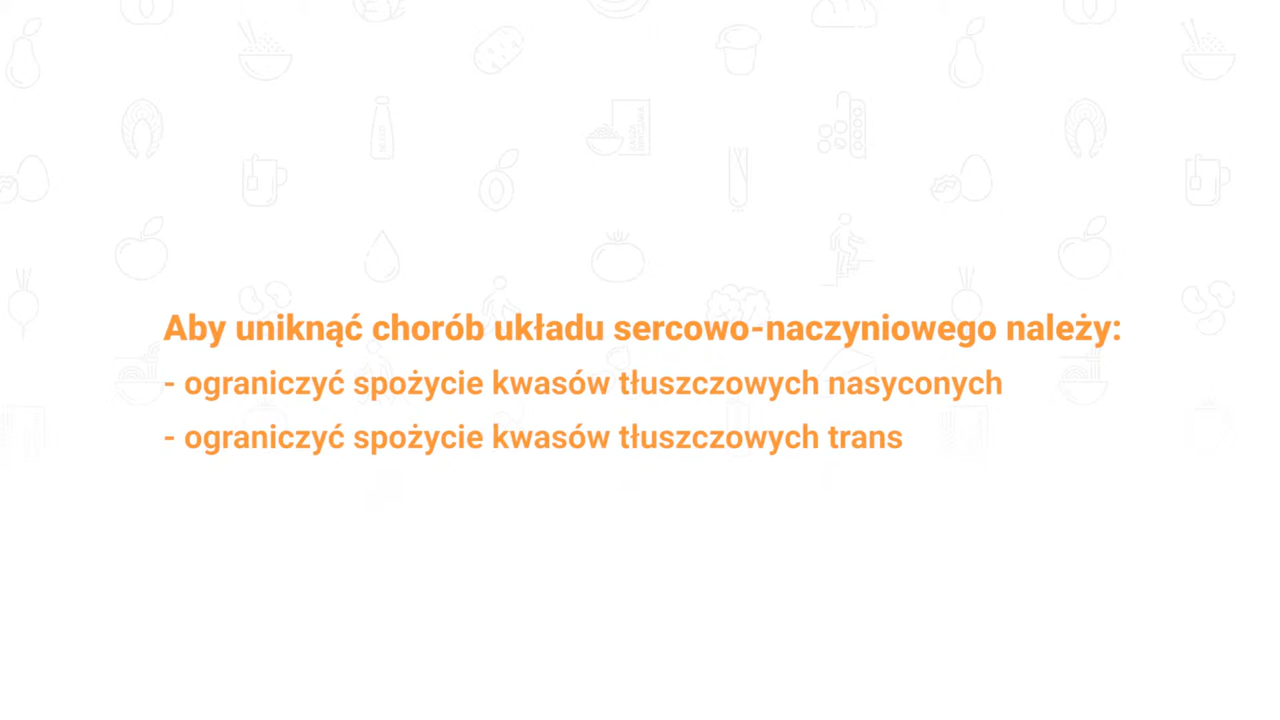 Aby uniknąć chorób układu sercowo-naczyniowego należy:
- ograniczyć spożycie kwasów tłuszczowych nasyconych
- ograniczyć spożycie kwasów tłuszczowych trans